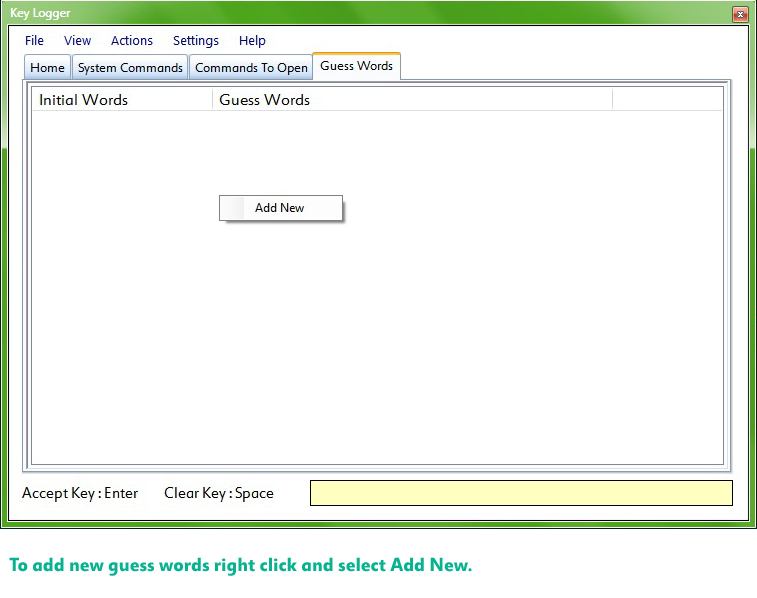 Key Logger
File View Actions Settings Help
Home System Commands Commands To Open Guess Words
Initial Words Guess Words
Add New
Accept Key : Enter Clear Key : Space
To add new guess words right click and select Add New.